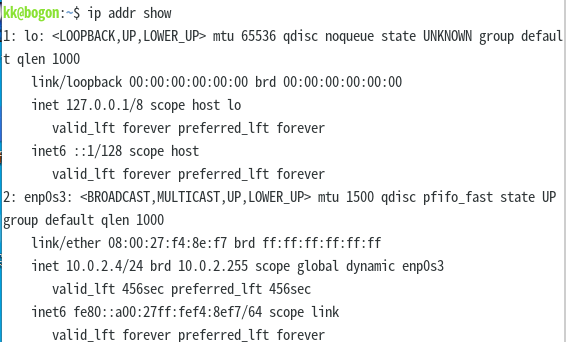 kk@bogon:~$ ip addr show
1: lo: <LOOPBACK,UP,LOWER_UP> mtu 65536 qdisc noqueue state UNKNOWN group defaul
t qlen 1000
    link/loopback 00:00:00:00:00:00 brd 00:00:00:00:00:00
    inet 127.0.0.1/8 scope host lo
       valid_lft forever preferred_lft forever
    inet6 ::1/128 scope host
       valid_lft forever preferred_lft forever
2: enp0s3: <BROADCAST,MULTICAST,UP,LOWER_UP> mtu 1500 qdisc pfifo_fast state UP
group default qlen 1000
    link/ether 08:00:27:f4:8e:f7 brd ff:ff:ff:ff:ff:ff
    inet 10.0.2.4/24 brd 10.0.2.255 scope global dynamic enp0s3
       valid_lft 456sec preferred_lft 456sec
    inet6 fe80::a00:27ff:fef4:8ef7/64 scope link
       valid_lft forever preferred_lft forever